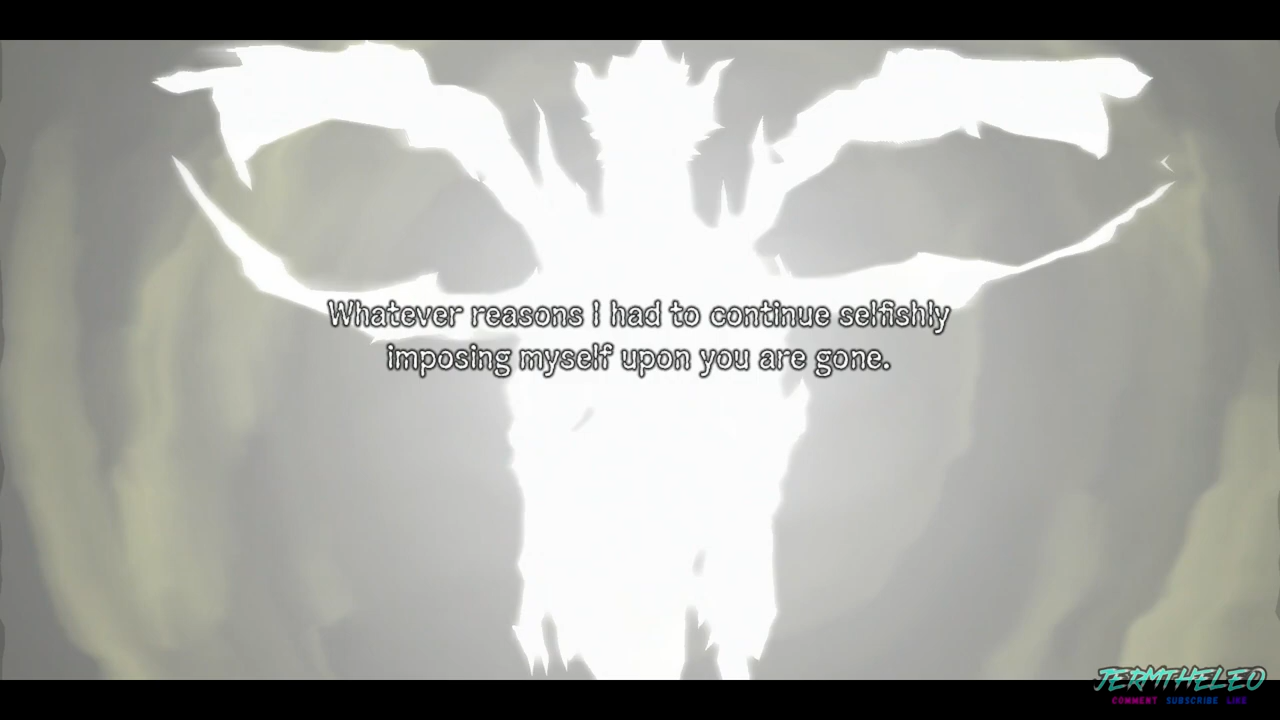 Whatever reasons I had to continue selfishly
imposing myself upon you are gone.
JERMTHELEO
COMMENT SUBSCRIBE LIKE